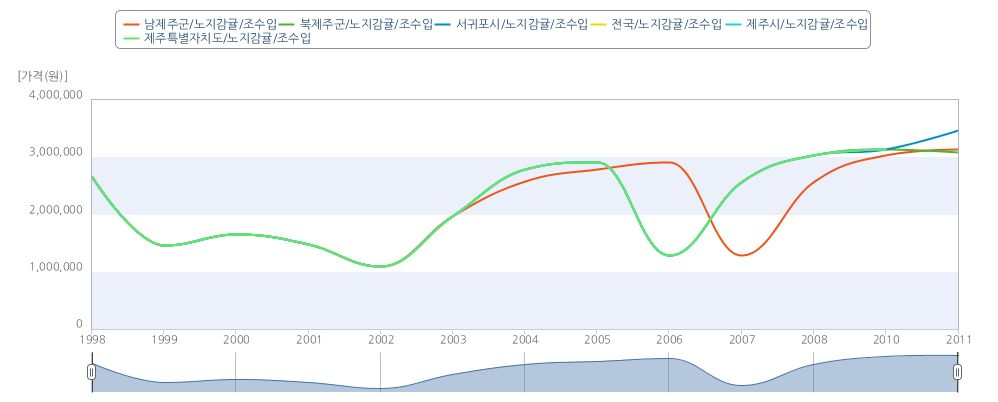 남제주군/노지감귤/조수입 북제주군/노지감귤/조수입 서귀포시/노지감귤/조수입 전국/노지감귤/조수입 제주시/노지감귤/조수입
제주특별자치도/노지감귤/조수입
[가격(원)]
4,000,000
3,000,000
2,000,000
1,000,000
0
1998 1999 2000 2001 2002 2003 2004 2005 2006 2007 2008 2009 2010 2011